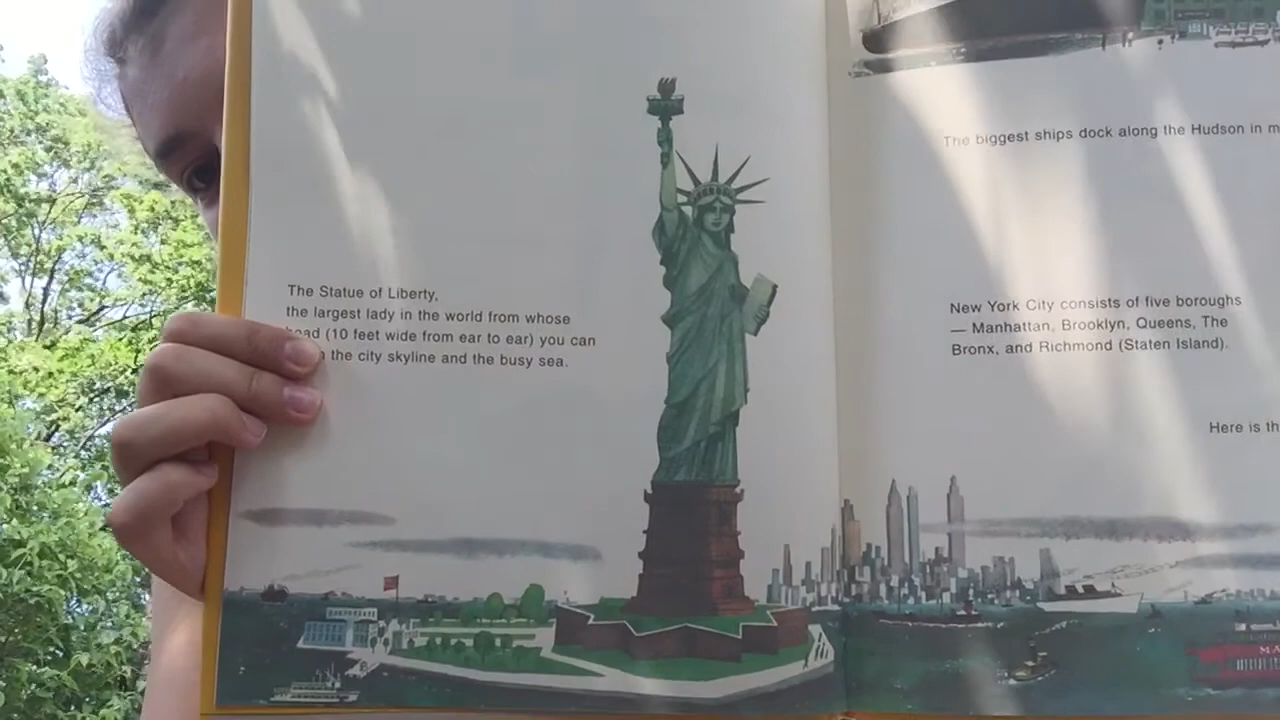 The Statue of Liberty,
the largest lady in the world from whose
head (10 feet wide from ear to ear) you can
the city skyline and the busy sea.
The biggest ships dock along the Hudson in m
New York City consists of five boroughs
— Manhattan, Brooklyn, Queens, The
Bronx, and Richmond (Staten Island).
Here is th
MA